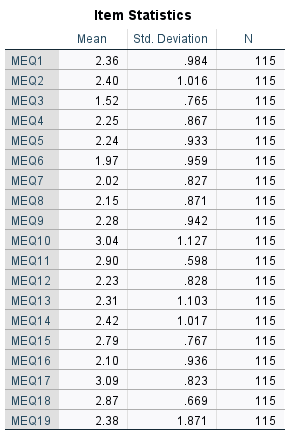 Item Statistics
Mean Std. Deviation N
MEQ1 2.36 .984 115
MEQ2 2.40 1.016 115
MEQ3 1.52 .765 115
MEQ4 2.25 .867 115
MEQ5 2.24 .933 115
MEQ6 1.97 .959 115
MEQ7 2.02 .827 115
MEQ8 2.15 .871 115
MEQ9 2.28 .942 115
MEQ10 3.04 1.127 115
MEQ11 2.90 .598 115
MEQ12 2.23 .828 115
MEQ13 2.31 1.103 115
MEQ14 2.42 1.017 115
MEQ15 2.79 .767 115
MEQ16 2.10 .936 115
MEQ17 3.09 .823 115
MEQ18 2.87 .669 115
MEQ19 2.38 1.871 115